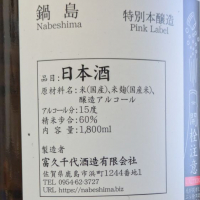 鍋島
Nabeshima
特別本醸造
Pink Label
品目：日本酒
原材料名：米(国産)、米麹(国産米)、
醸造アルコール
アルコール分：15度
精米歩合：60%
内容量：1,800ml
製造者
富久千代酒造有限会社
佐賀県鹿島市浜町1244番地1
TEL 0954-62-3727
URL https://nabeshima.biz
開栓注意